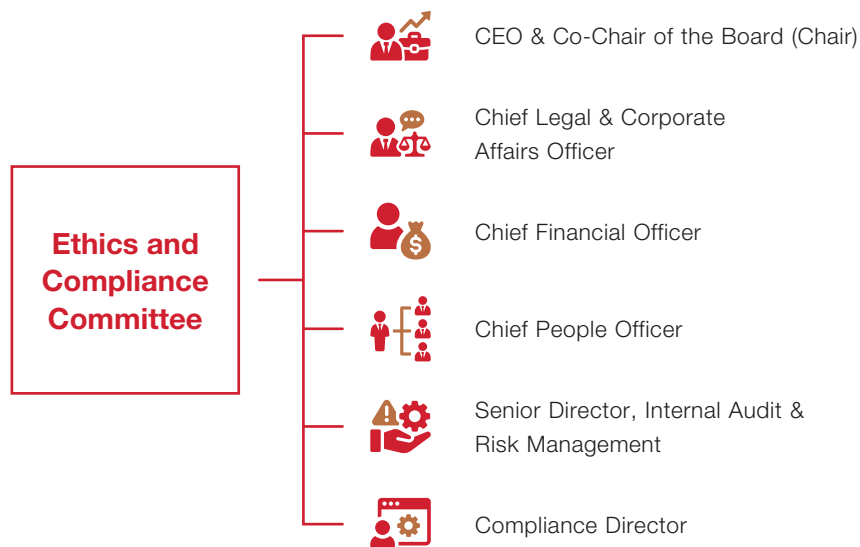 Ethics and
Compliance
Committee
CEO & Co-Chair of the Board (Chair)
Chief Legal & Corporate
Affairs Officer
Chief Financial Officer
$
Chief People Officer
Senior Director, Internal Audit &
Risk Management
Compliance Director